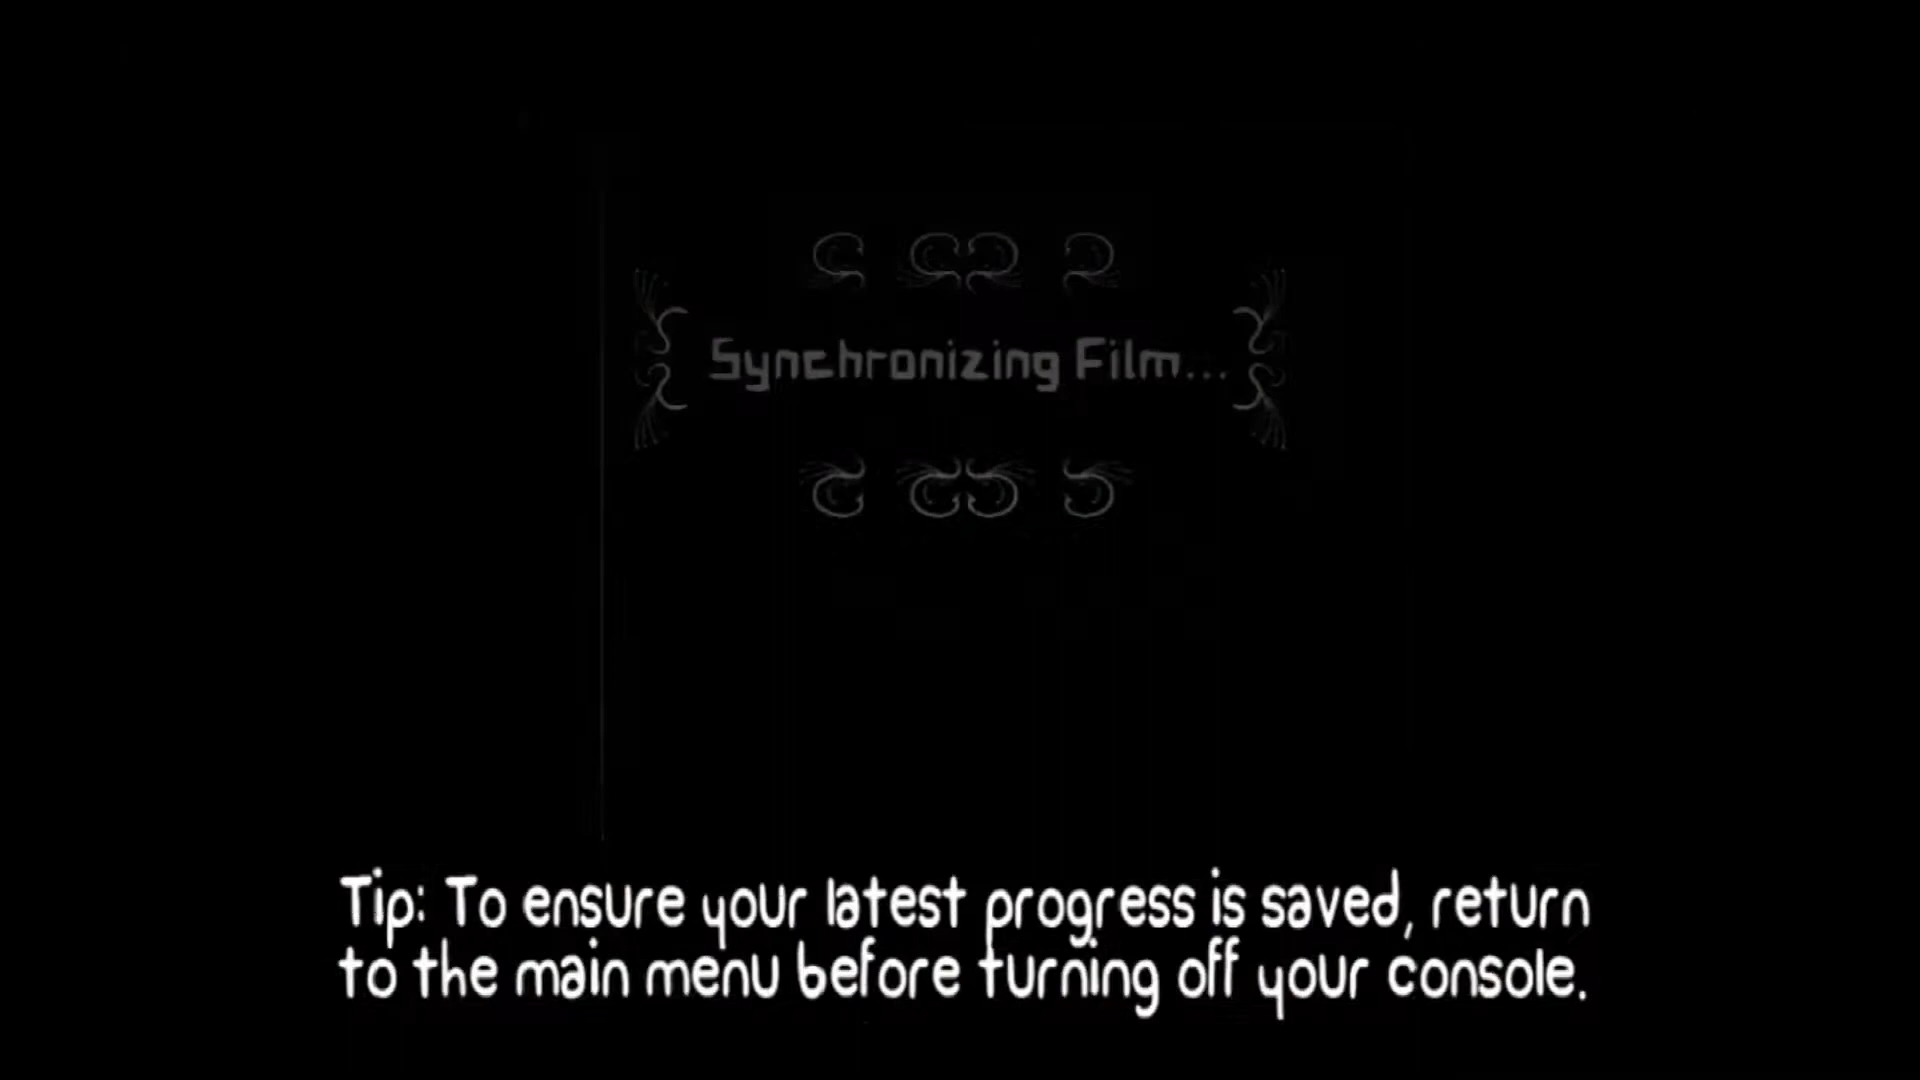 Synchronizing Film...
Tip: To ensure your latest progress is saved, return
to the main menu before turning off your console.